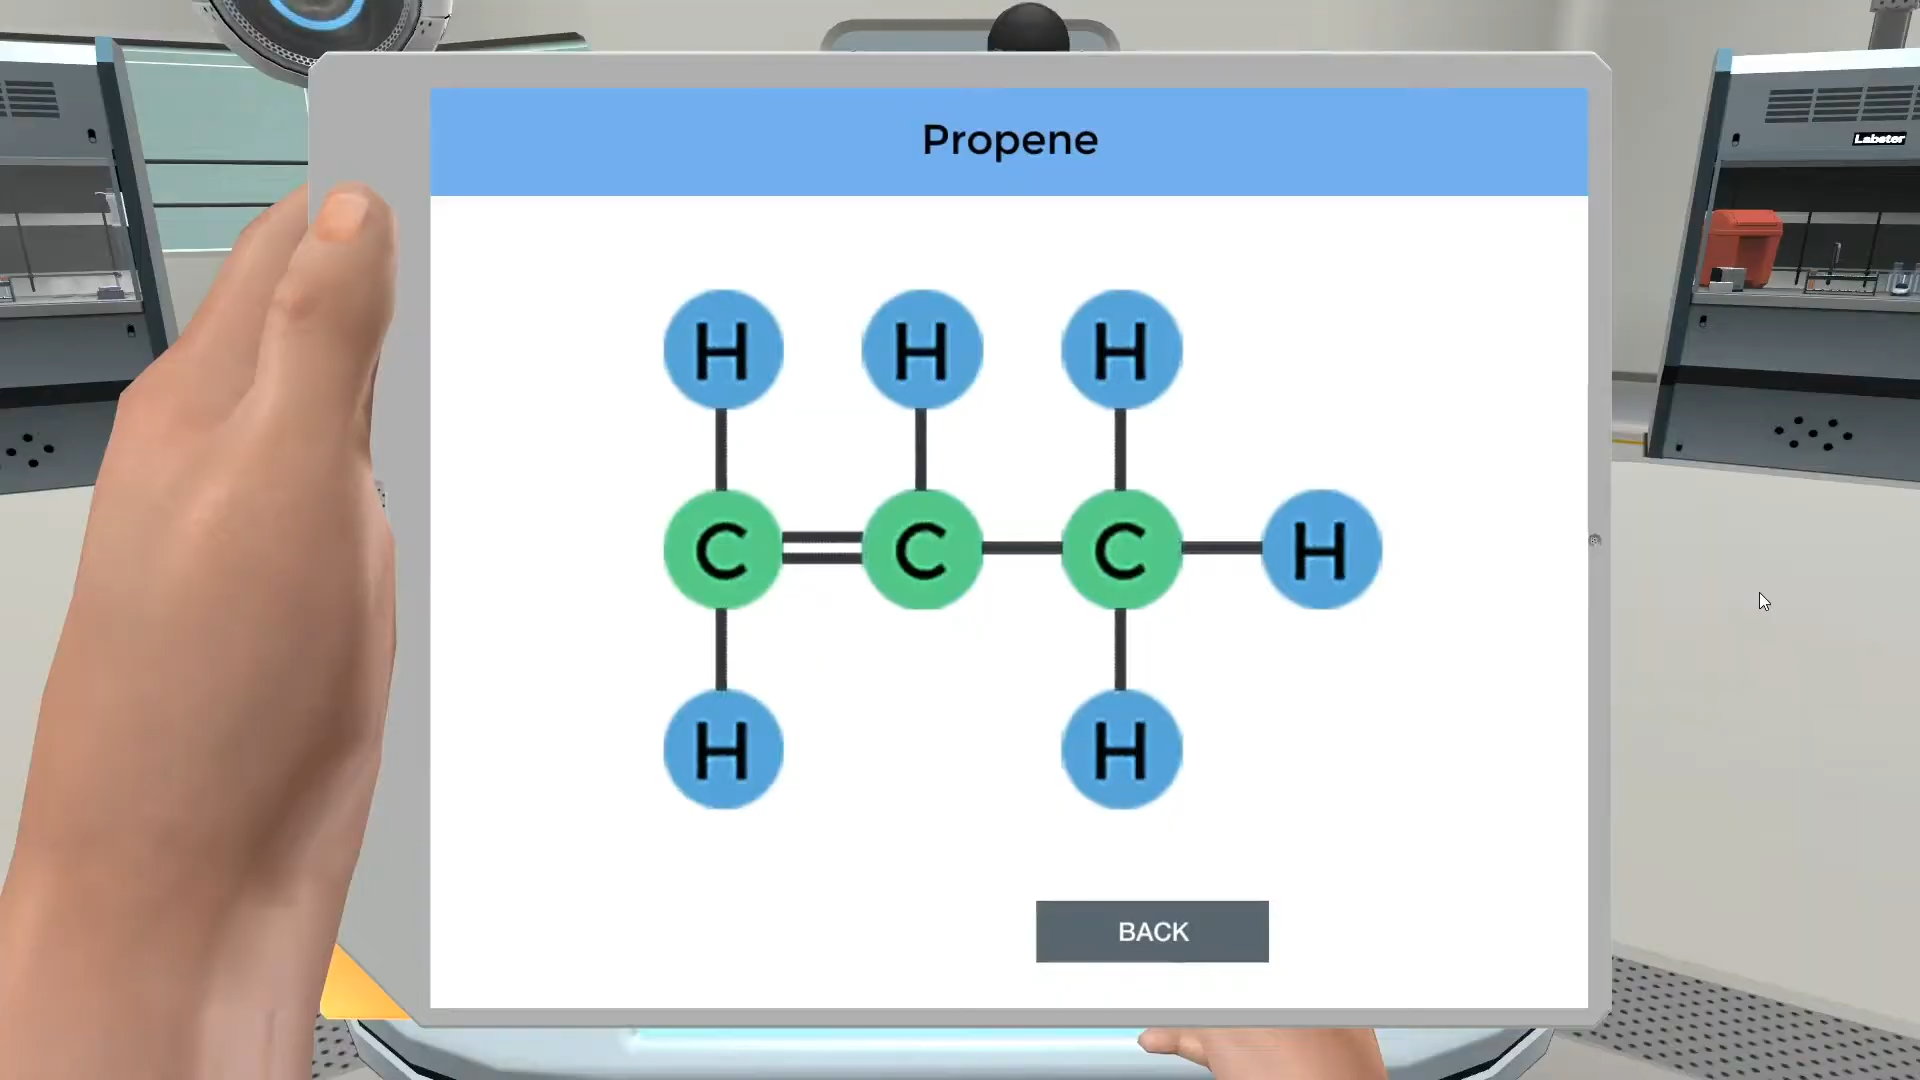 Labster
Propene
H H H
C C C H
H H
BACK